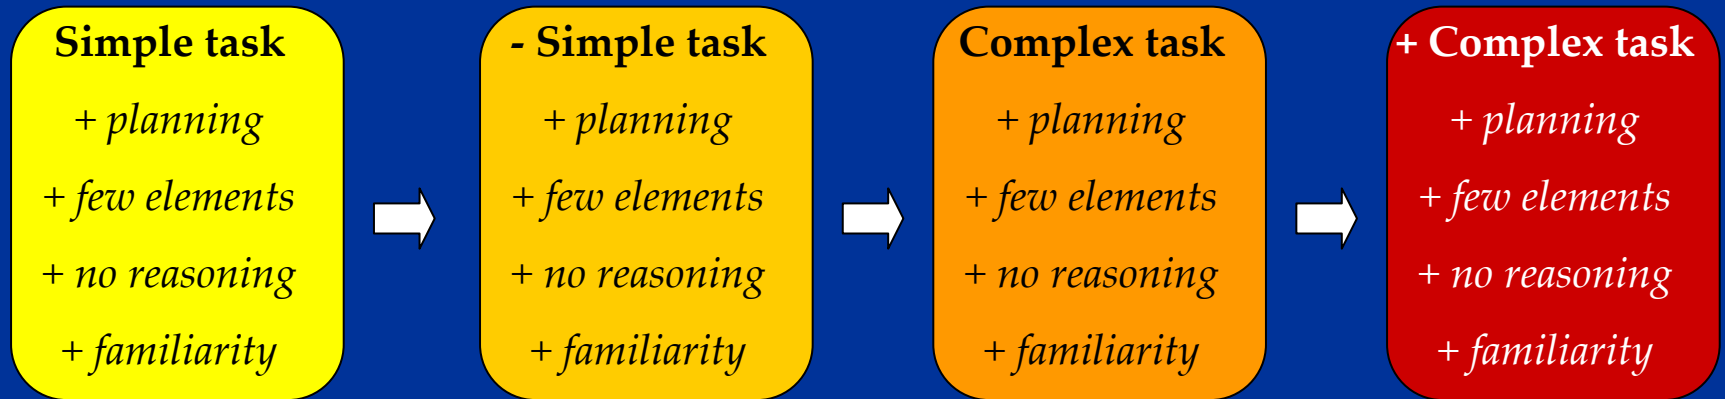 Simple task
+ planning
+ few elements
+ no reasoning
+ familiarity
- Simple task
+ planning
+ few elements
+ no reasoning
+ familiarity
Complex task
+ planning
+ few elements
+ no reasoning
+ familiarity
+ Complex task
+ planning
+ few elements
+ no reasoning
+ familiarity